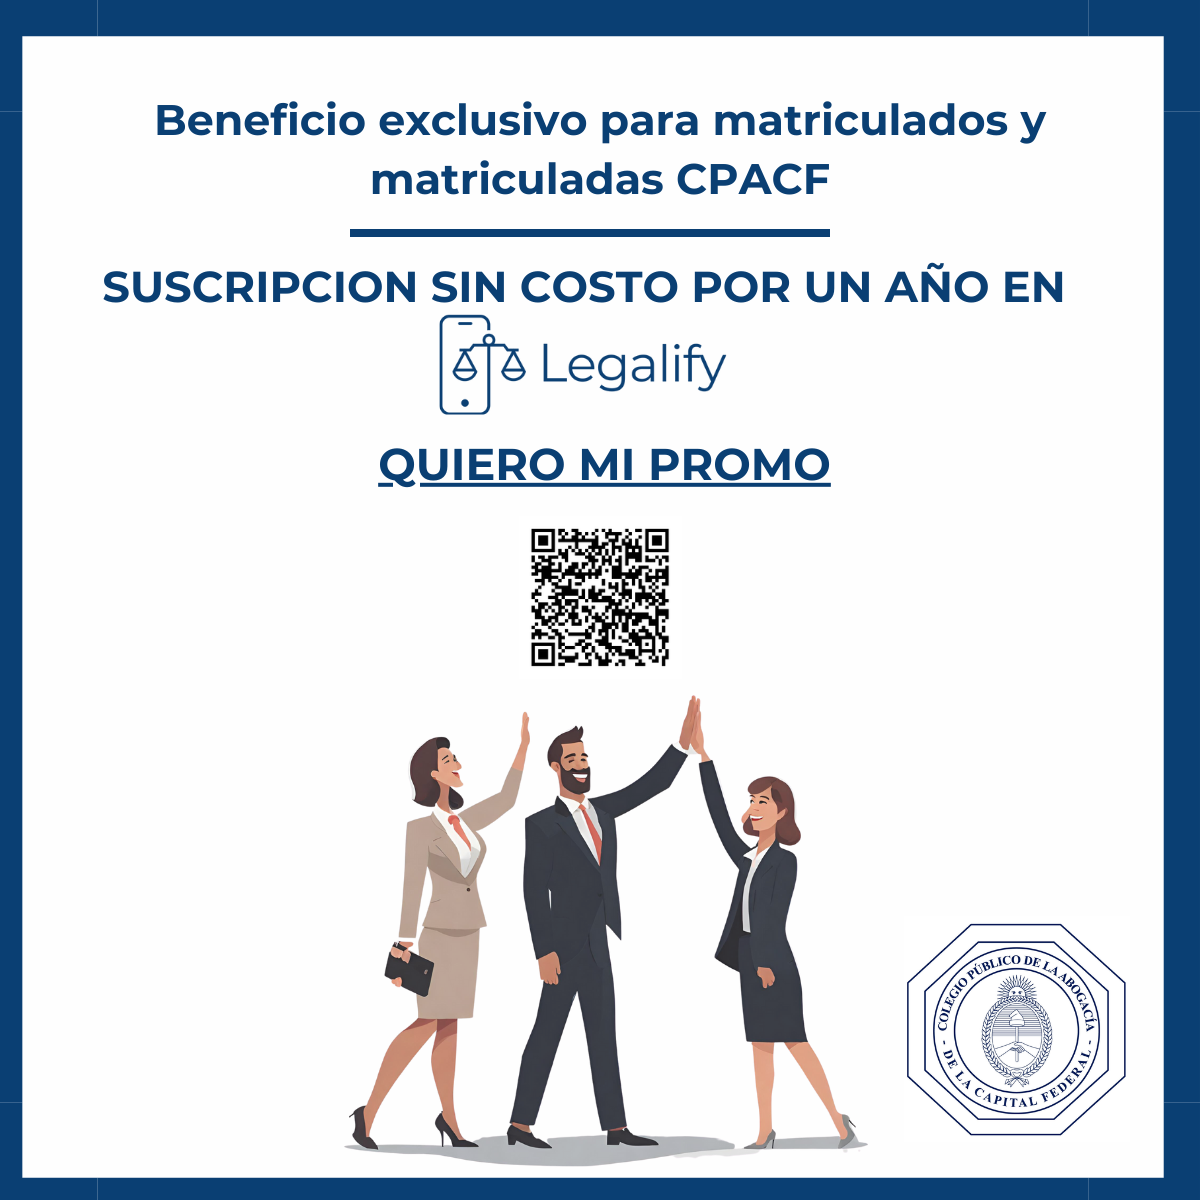 Beneficio exclusivo para matriculados y
matriculadas CPACF
SUSCRIPCION SIN COSTO POR UN AÑO EN
Legalify
QUIERO MI PROMO
COLEGIO PÚBLICO DE LA ABOGACÍA
- DE LA CAPITAL FEDERAL -